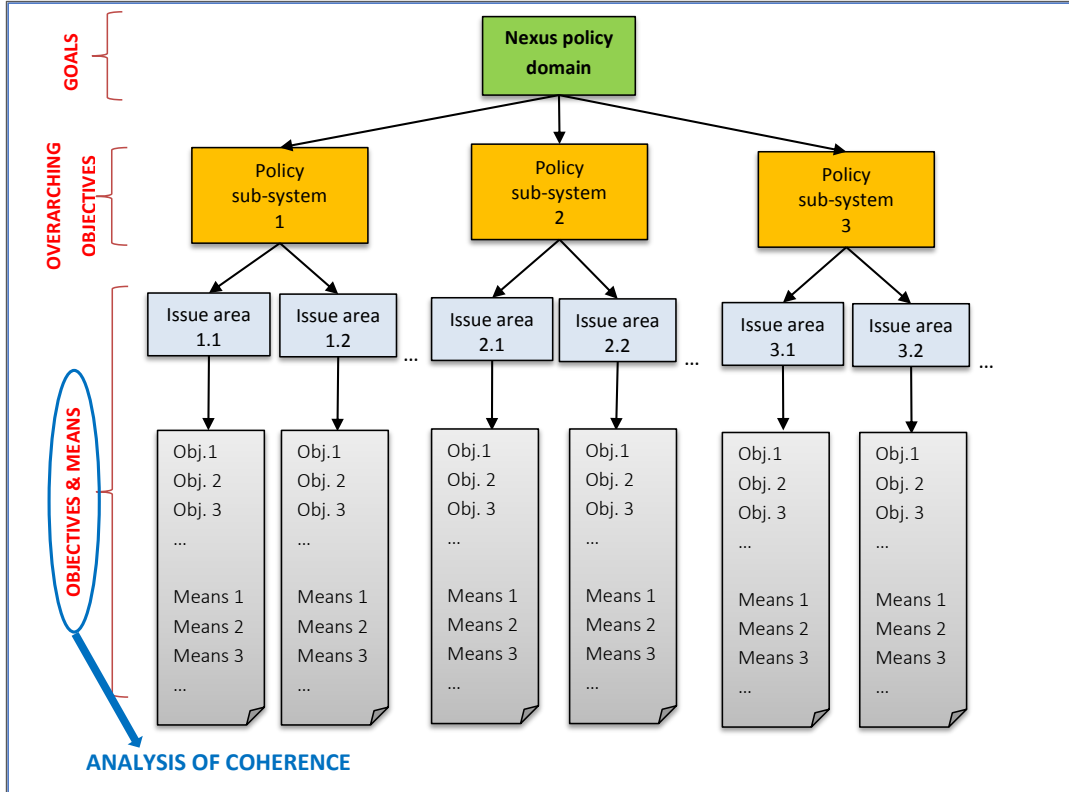 GOALS
Nexus policy
domain
OVERARCHING
OBJECTIVES
Policy
sub-system
1
Policy
sub-system
2
Policy
sub-system
3
OBJECTIVES & MEANS
Issue area
1.1
Issue area
1.2
...
Issue area
2.1
Issue area
2.2
...
Issue area
3.1
Issue area
3.2
...
Obj.1
Obj. 2
Obj. 3
...
Means 1
Means 2
Means 3
...
Obj.1
Obj. 2
Obj. 3
...
Means 1
Means 2
Means 3
...
Obj.1
Obj. 2
Obj. 3
...
Means 1
Means 2
Means 3
...
Obj.1
Obj. 2
Obj. 3
...
Means 1
Means 2
Means 3
...
Obj.1
Obj. 2
Obj. 3
...
Means 1
Means 2
Means 3
...
Obj.1
Obj. 2
Obj. 3
...
Means 1
Means 2
Means 3
...
ANALYSIS OF COHERENCE